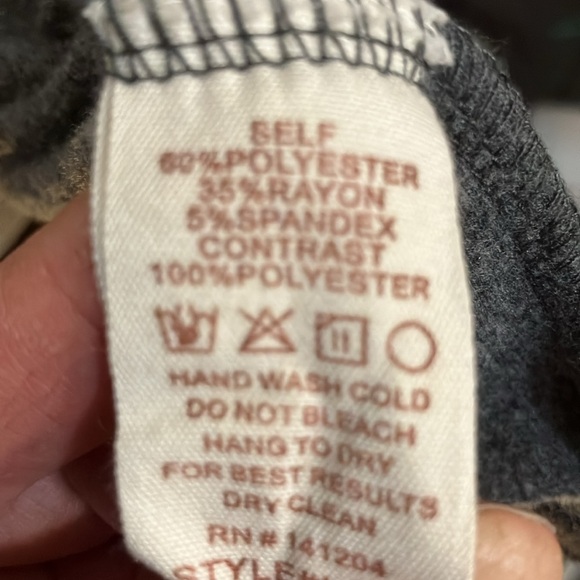 SELF
60%POLYESTER
35%RAYON
5%SPANDEX
CONTRAST
100%POLYESTER
HAND WASH COLD
DO NOT BLEACH
HANG TO DRY
FOR BEST RESULTS
DRY CLEAN
RN # 141204
STYLE#